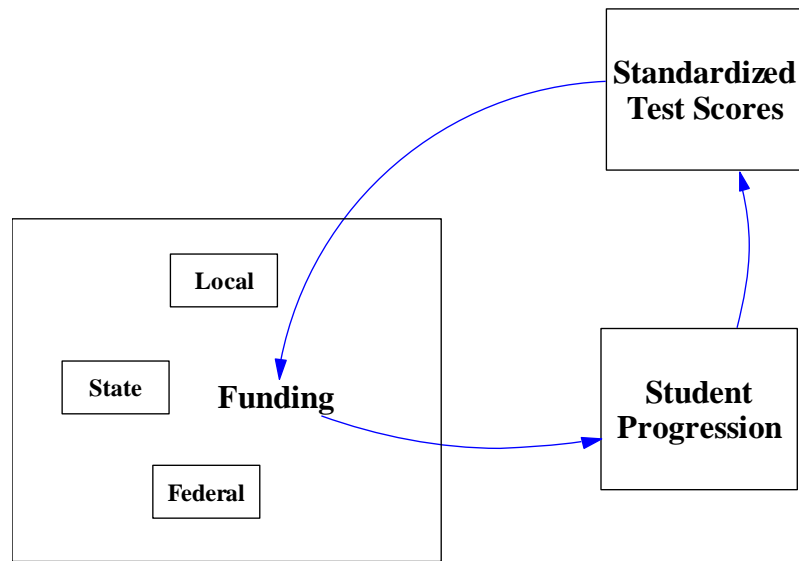 Standardized
Test Scores
Local
State
Funding
Student
Progression
Federal